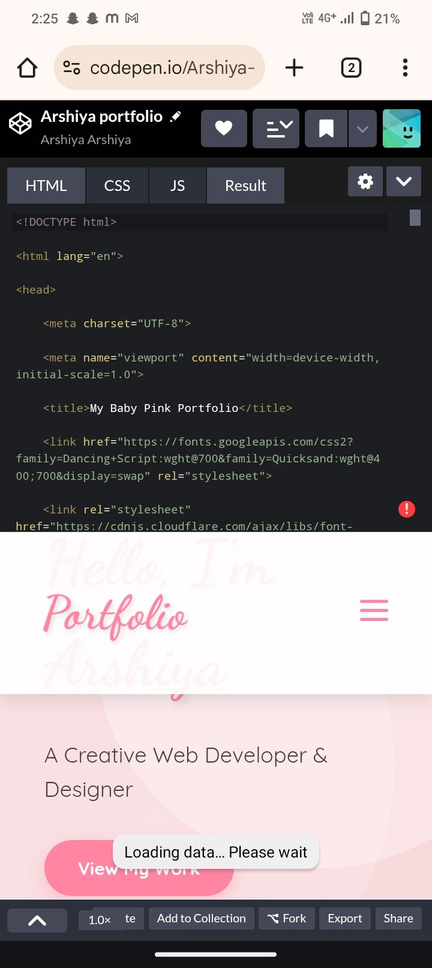 2:25
4G+
21%
codepen.io/Arshiya-
2
Arshiya portfolio
Arshiya Arshiya
HTML
CSS
JS
Result
<!DOCTYPE html>
<html lang="en">
<head>
<meta charset="UTF-8">
<meta name="viewport" content="width=device-width,
initial-scale=1.0">
<title>My Baby Pink Portfolio</title>
<link href="https://fonts.googleapis.com/css2?
family=Dancing+Script:wght@700&family=Quicksand:wght@4
00;700&display=swap" rel="stylesheet">
<link rel="stylesheet"
href="https://cdnjs.cloudflare.com/ajax/libs/font-
Hello, I'm
Portfolio
Arshiya
A Creative Web Developer &
Designer
View My Work
Loading data... Please wait
1.0×
te
Add to Collection
Fork
Export
Share